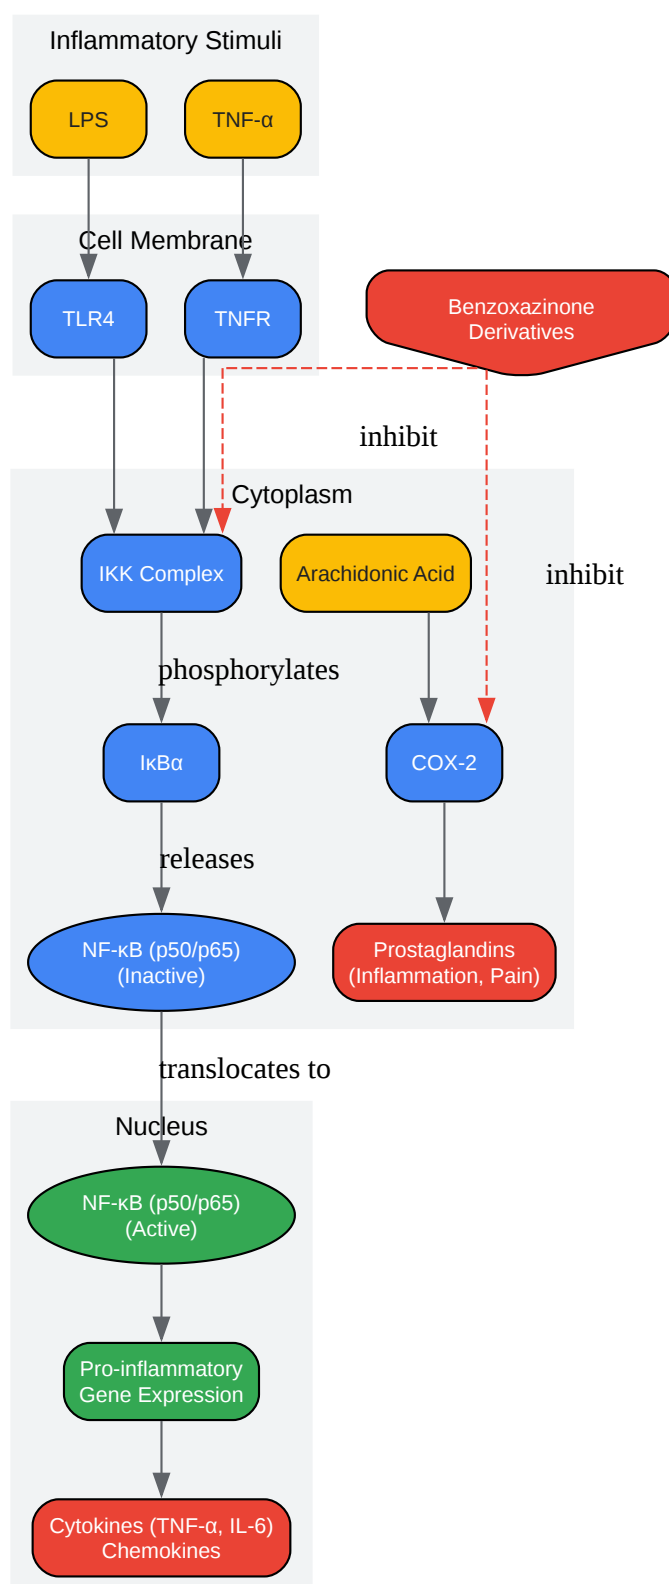 Inflammatory Stimuli
LPS
TNF-α
Cell Membrane
TLR4
TNFR
Benzoxazinone
Derivatives
inhibit
Cytoplasm
IKK Complex
Arachidonic Acid
inhibit
phosphorylates
IκBα
COX-2
releases
NF-κB (p50/p65)
(Inactive)
Prostaglandins
(Inflammation, Pain)
translocates to
Nucleus
NF-κB (p50/p65)
(Active)
Pro-inflammatory
Gene Expression
Cytokines (TNF-α, IL-6)
Chemokines